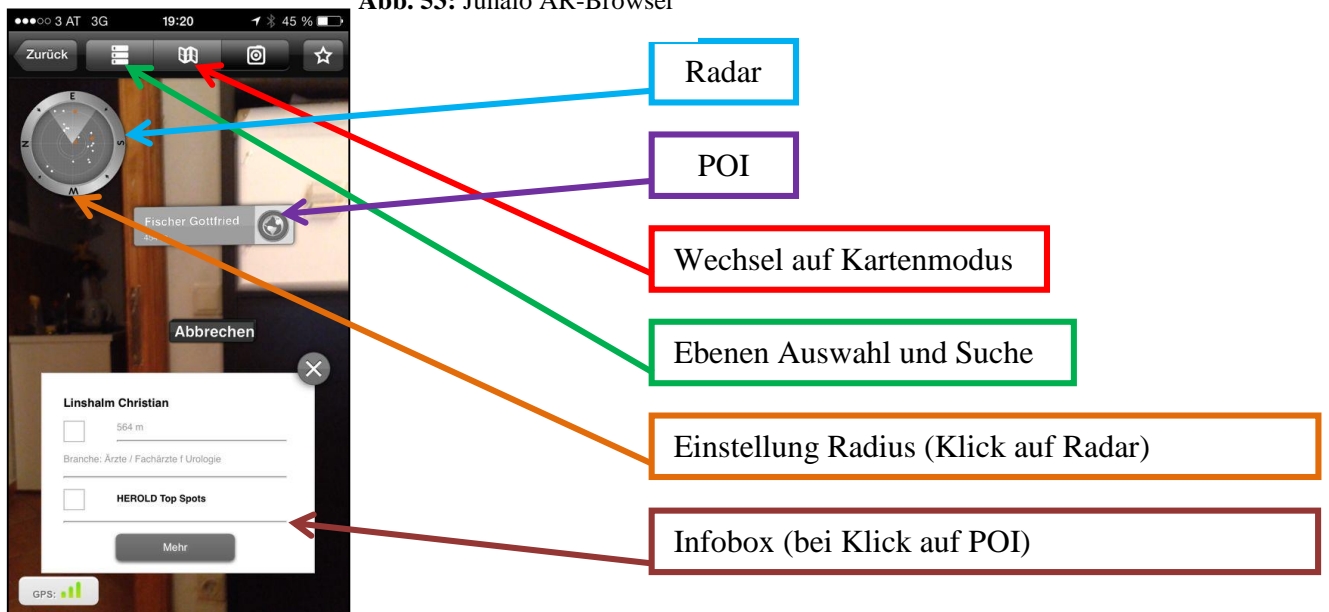 Abb. 53: Junaio AR-Browser
3 AT 3G 19:20 45 %
Zurück
E
N S
W
Fischer Gottfried
Abbrechen
Linshalm Christian
564 m
Branche: Ärzte / Fachärzte f Urologie
HEROLD Top Spots
Mehr
GPS:
Radar
POI
Wechsel auf Kartenmodus
Ebenen Auswahl und Suche
Einstellung Radius (Klick auf Radar)
Infobox (bei Klick auf POI)